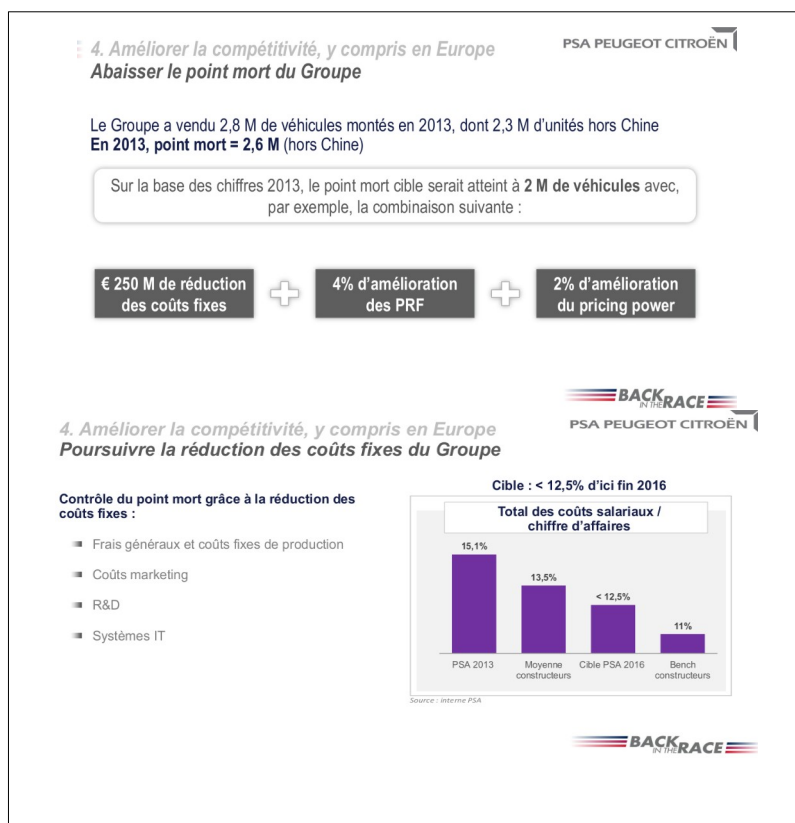 4. Améliorer la compétitivité, y compris en Europe
Abaisser le point mort du Groupe
PSA PEUGEOT CITROËN
Le Groupe a vendu 2,8 M de véhicules montés en 2013, dont 2,3 M d'unités hors Chine
En 2013, point mort = 2,6 M (hors Chine)
Sur la base des chiffres 2013, le point mort cible serait atteint à 2 M de véhicules avec,
par exemple, la combinaison suivante :
€ 250 M de réduction
des coûts fixes
4% d'amélioration
des PRF
2% d'amélioration
du pricing power
BACK
IN THE RACE
4. Améliorer la compétitivité, y compris en Europe
Poursuivre la réduction des coûts fixes du Groupe
PSA PEUGEOT CITROËN
Contrôle du point mort grâce à la réduction des
coûts fixes :
Frais généraux et coûts fixes de production
Coûts marketing
R&D
Systèmes IT
Cible : < 12,5% d'ici fin 2016
Total des coûts salariaux /
chiffre d'affaires
15,1%
13,5%
< 12,5%
11%
PSA 2013
Moyenne
constructeurs
Cible PSA 2016
Bench
constructeurs
Source : interne PSA
BACK
IN THE RACE